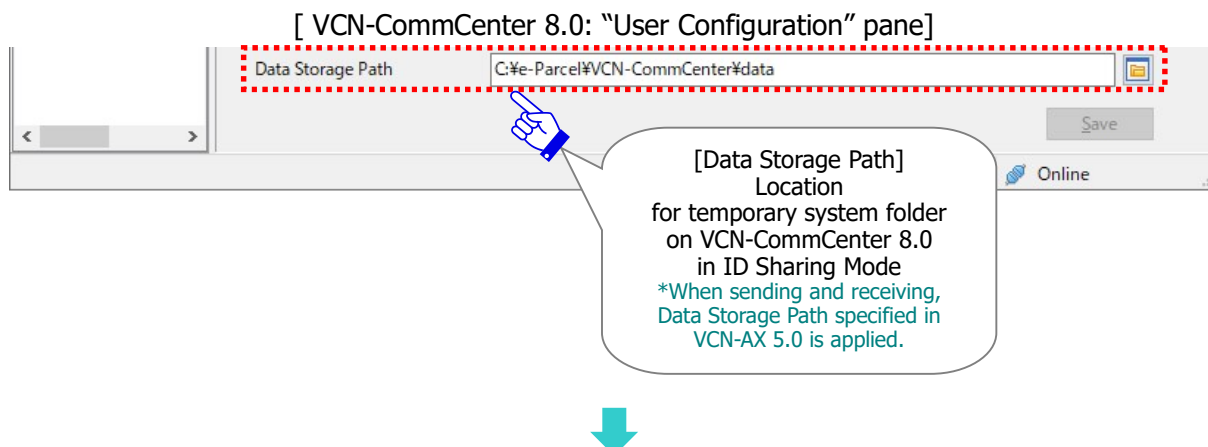 [ VCN-CommCenter 8.0: “User Configuration” pane]
Data Storage Path C:¥e-Parcel¥VCN-CommCenter¥data
Save
[Data Storage Path]
Location
for temporary system folder
on VCN-CommCenter 8.0
in ID Sharing Mode
*When sending and receiving,
Data Storage Path specified in
VCN-AX 5.0 is applied.
Online